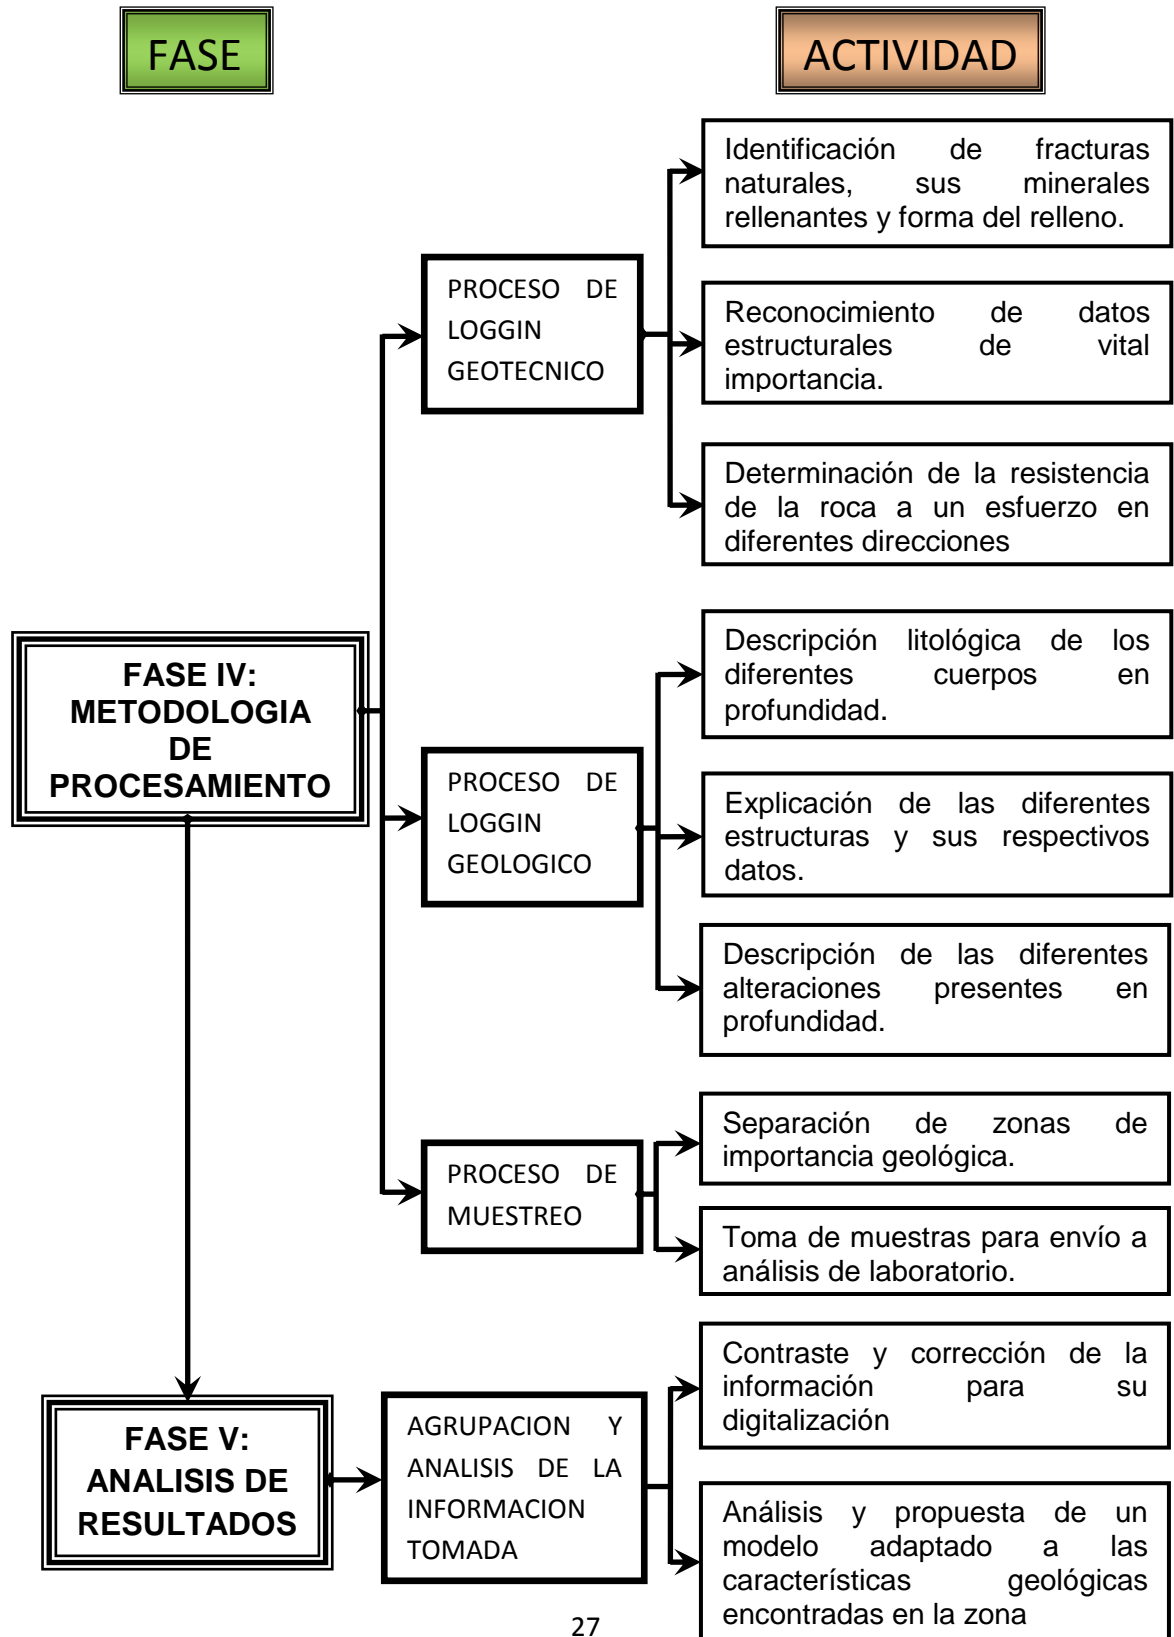 FASE
ACTIVIDAD
Identificación de fracturas
naturales, sus minerales
rellenantes y forma del relleno.
PROCESO DE
LOGGIN
GEOTECNICO
Reconocimiento de datos
estructurales de vital
importancia.
Determinación de la resistencia
de la roca a un esfuerzo en
diferentes direcciones
FASE IV:
METODOLOGIA
DE
PROCESAMIENTO
Descripción litológica de los
diferentes cuerpos en
profundidad.
PROCESO DE
LOGGIN
GEOLOGICO
Explicación de las diferentes
estructuras y sus respectivos
datos.
Descripción de las diferentes
alteraciones presentes en
profundidad.
PROCESO DE
MUESTREO
Separación de zonas de
importancia geológica.
Toma de muestras para envío a
análisis de laboratorio.
FASE V:
ANALISIS DE
RESULTADOS
AGRUPACION Y
ANALISIS DE LA
INFORMACION
TOMADA
Contraste y corrección de la
información para su
digitalización
Análisis y propuesta de un
modelo adaptado a las
características geológicas
encontradas en la zona
27